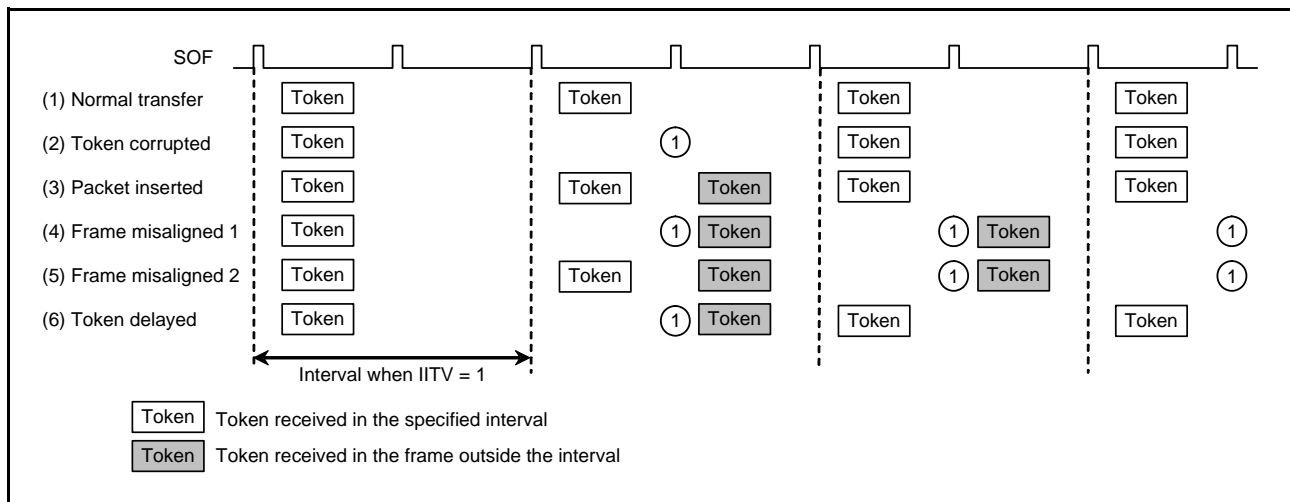 SOF
(1) Normal transfer Token Token Token Token
(2) Token corrupted Token 1 Token Token
(3) Packet inserted Token Token Token Token Token
(4) Frame misaligned 1 Token 1 Token 1 Token 1
(5) Frame misaligned 2 Token Token Token 1 Token 1
(6) Token delayed Token 1 Token Token Token
Interval when IITV = 1
Token Token received in the specified interval
Token Token received in the frame outside the interval